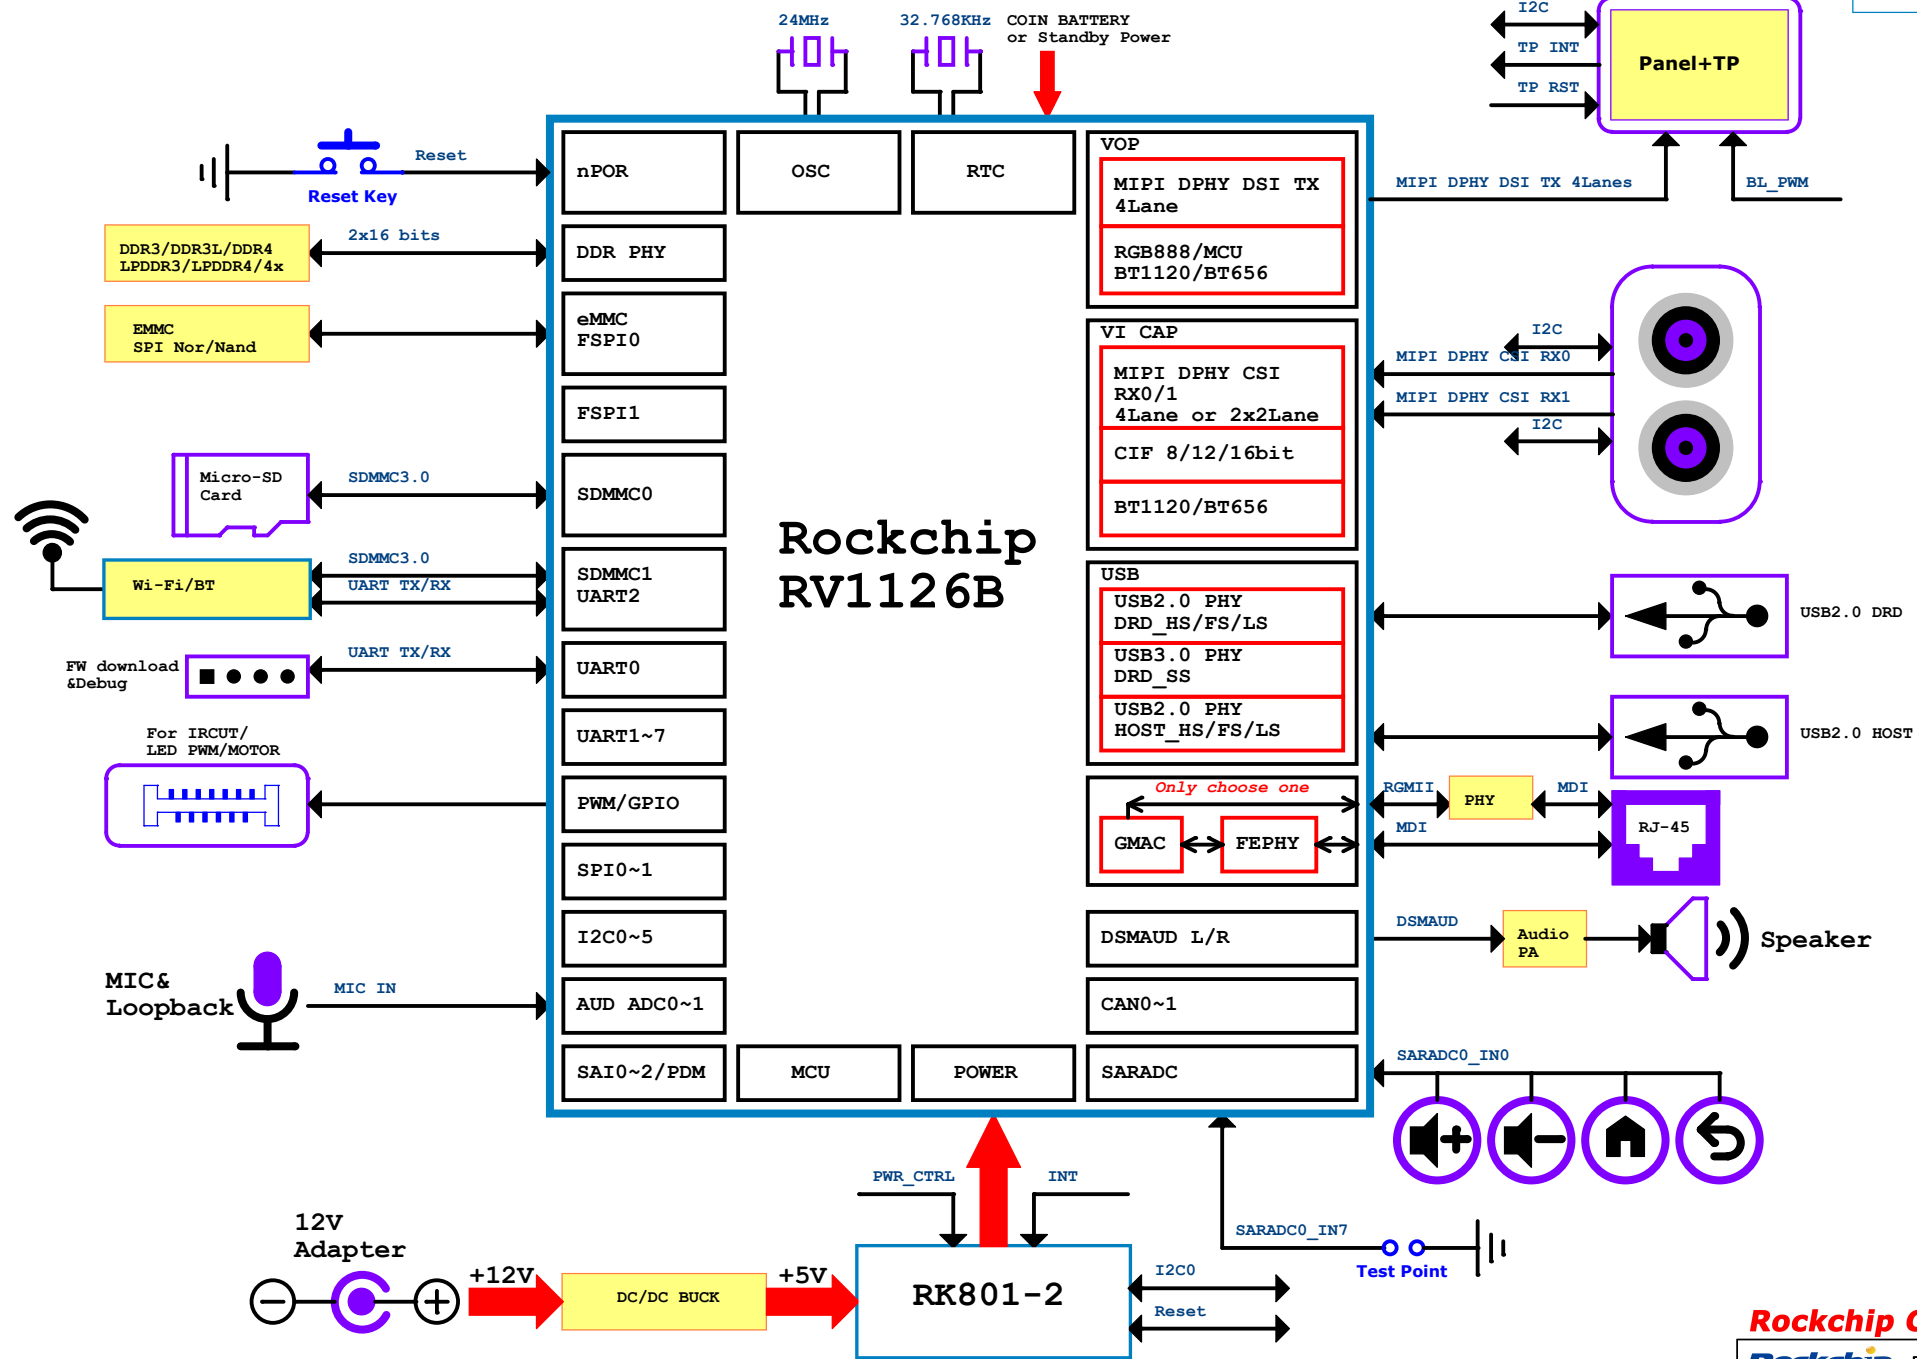 24MHz
32.768KHz
COIN BATTERY
or Standby Power
I2C
TP INT
TP RST
Panel+TP
Reset
Reset Key
nPOR
OSC
RTC
VOP
MIPI DPHY DSI TX
4Lane
RGB888/MCU
BT1120/BT656
MIPI DPHY DSI TX 4Lanes
BL_PWM
DDR3/DDR3L/DDR4
LPDDR3/LPDDR4/4x
2x16 bits
DDR PHY
EMMC
SPI Nor/Nand
eMMC
FSPI0
FSPI1
VI CAP
MIPI DPHY CSI
RX0/1
4Lane or 2x2Lane
CIF 8/12/16bit
BT1120/BT656
I2C
MIPI DPHY CSI RX0
MIPI DPHY CSI RX1
I2C
Micro-SD
Card
SDMMC3.0
SDMMC0
Rockchip
RV1126B
Wi-Fi/BT
SDMMC3.0
UART TX/RX
SDMMC1
UART2
USB
USB2.0 PHY
DRD_HS/FS/LS
USB3.0 PHY
DRD_SS
USB2.0 PHY
HOST_HS/FS/LS
USB2.0 DRD
USB2.0 HOST
FW download
&Debug
UART TX/RX
UART0
UART1~7
For IRCUT/
LED PWM/MOTOR
PWM/GPIO
Only choose one
GMAC
FEPHY
RGMII
PHY
MDI
MDI
RJ-45
SPI0~1
I2C0~5
DSMAUD L/R
DSMAUD
Audio
PA
Speaker
MIC&
Loopback
MIC IN
AUD ADC0~1
CAN0~1
SAI0~2/PDM
MCU
POWER
SARADC
SARADC0_IN0
PWR_CTRL
INT
SARADC0_IN7
Test Point
12V
Adapter
+12V
DC/DC BUCK
+5V
RK801-2
I2C0
Reset
Rockchip